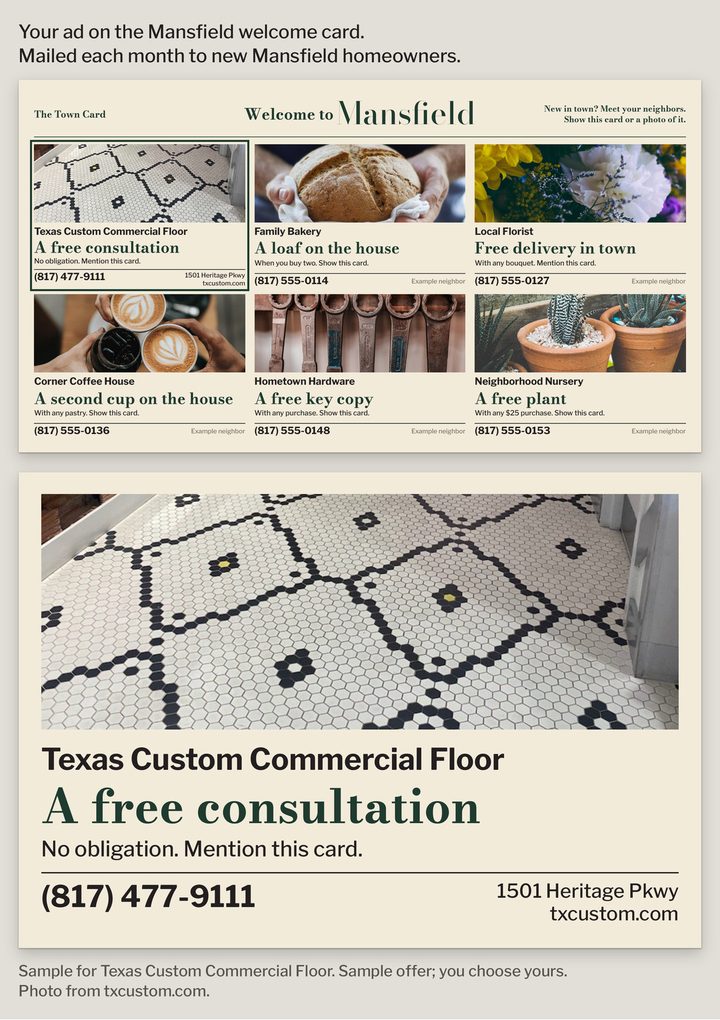 Your ad on the Mansfield welcome card.
Mailed each month to new Mansfield homeowners.
The Town Card
Welcome to Mansfield
New in town? Meet your neighbors.
Show this card or a photo of it.
Texas Custom Commercial Floor
A free consultation
No obligation. Mention this card.
(817) 477-9111
1501 Heritage Pkwy
txcustom.com
Family Bakery
A loaf on the house
When you buy two. Show this card.
(817) 555-0114
Example neighbor
Local Florist
Free delivery in town
With any bouquet. Mention this card.
(817) 555-0127
Example neighbor
Corner Coffee House
A second cup on the house
With any pastry. Show this card.
(817) 555-0136
Example neighbor
Hometown Hardware
A free key copy
With any purchase. Show this card.
(817) 555-0148
Example neighbor
Neighborhood Nursery
A free plant
With any $25 purchase. Show this card.
(817) 555-0153
Example neighbor
Texas Custom Commercial Floor
A free consultation
No obligation. Mention this card.
(817) 477-9111
1501 Heritage Pkwy
txcustom.com
Sample for Texas Custom Commercial Floor. Sample offer; you choose yours.
Photo from txcustom.com.